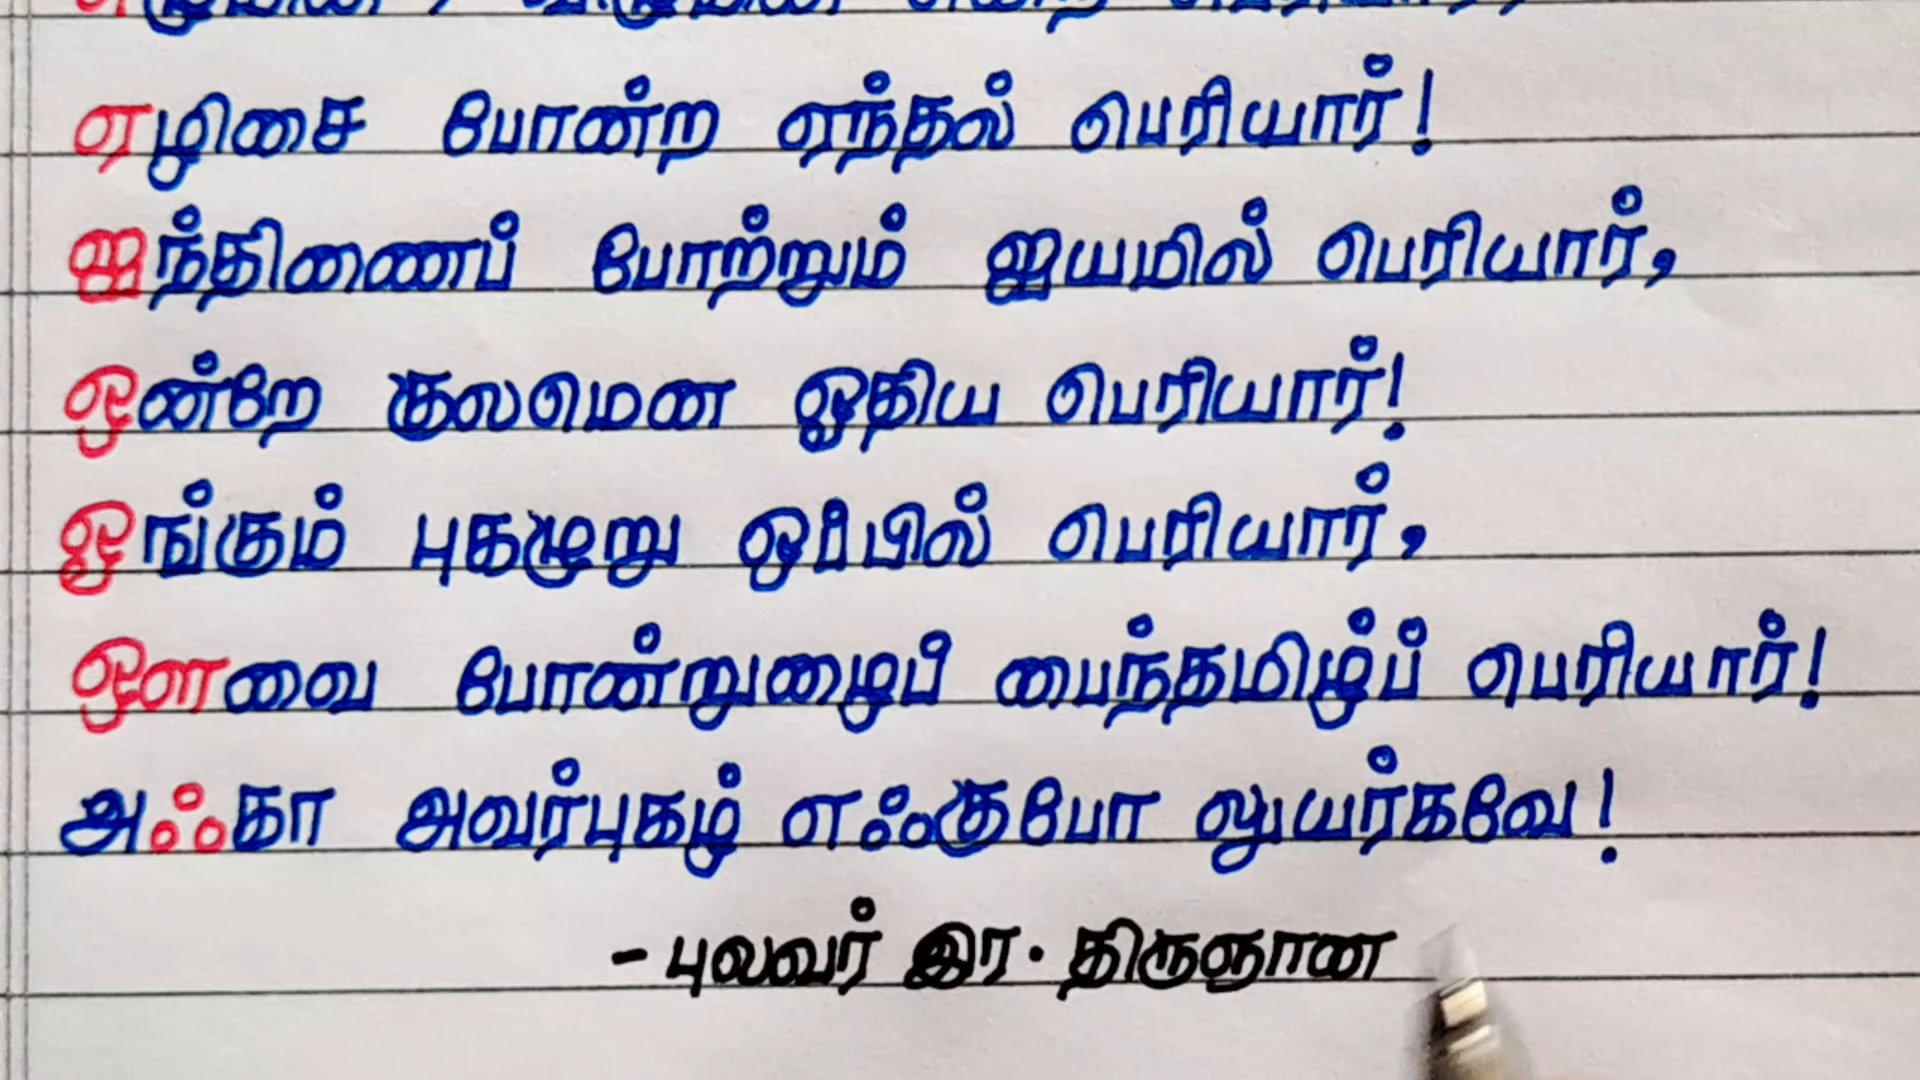 ஏழிசை போன்ற ஏந்தல் பெரியார்!
ஐந்திணைப் போற்றும் ஐயமில் பெரியார்,
ஒன்றே குலமென ஓதிய பெரியார்!
ஓங்கும் புகழுறு ஒப்பில் பெரியார்,
ஔவை போன்றுழைப் பைந்தமிழ்ப் பெரியார்!
அஃகா அவர்புகழ் எஃகுபோ லுயர்கவே!
- புலவர் இர. திருஞான